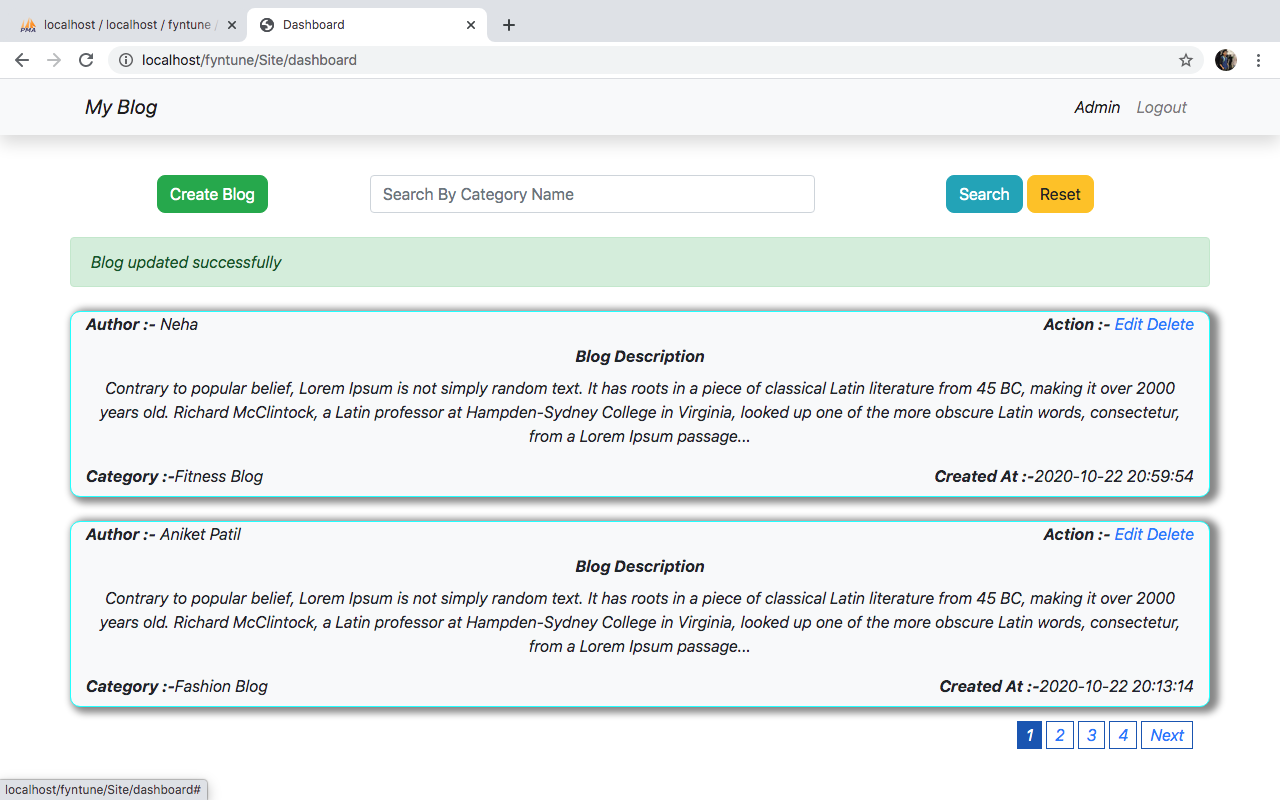 localhost / localhost / fyntune /
Dashboard
localhost/fyntune/Site/dashboard
My Blog
Admin Logout
Create Blog
Search By Category Name
Search
Reset
Blog updated successfully
Author :- Neha
Action :- Edit Delete
Blog Description
Contrary to popular belief, Lorem Ipsum is not simply random text. It has roots in a piece of classical Latin literature from 45 BC, making it over 2000
years old. Richard McClintock, a Latin professor at Hampden-Sydney College in Virginia, looked up one of the more obscure Latin words, consectetur,
from a Lorem Ipsum passage...
Category :-Fitness Blog
Created At :-2020-10-22 20:59:54
Author :- Aniket Patil
Action :- Edit Delete
Blog Description
Contrary to popular belief, Lorem Ipsum is not simply random text. It has roots in a piece of classical Latin literature from 45 BC, making it over 2000
years old. Richard McClintock, a Latin professor at Hampden-Sydney College in Virginia, looked up one of the more obscure Latin words, consectetur,
from a Lorem Ipsum passage...
Category :-Fashion Blog
Created At :-2020-10-22 20:13:14
1 2 3 4 Next
localhost/fyntune/Site/dashboard#